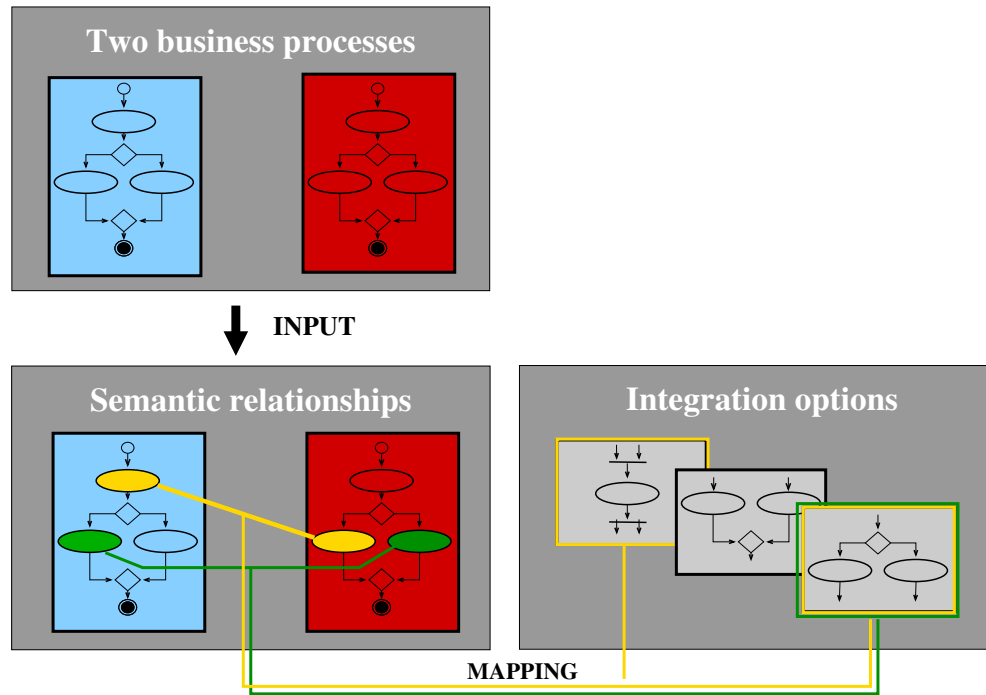 Two business processes
INPUT
Semantic relationships
Integration options
MAPPING